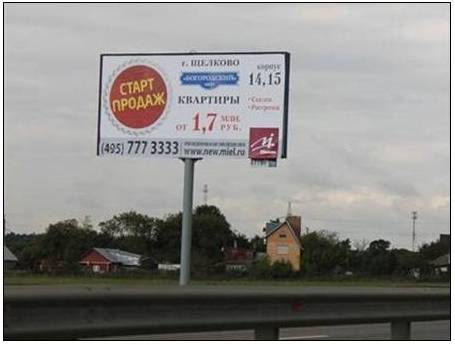 г. ЩЕЛКОВО
«БОГОРОДСКИЙ»
корпус
14,15
СТАРТ
ПРОДАЖ
КВАРТИРЫ
• Скидки
• Рассрочка
ОТ 1,7 МЛН. РУБ.
(495) 777 3333
www.new.miel.ru